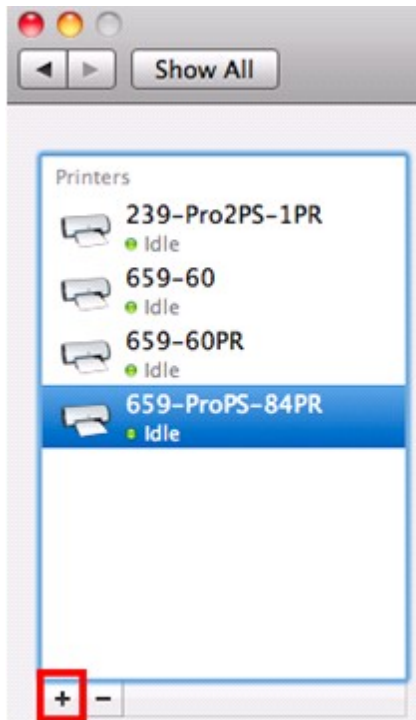 Show All
Printers
239-Pro2PS-1PR
Idle
659-60
Idle
659-60PR
Idle
659-ProPS-84PR
Idle
+ −